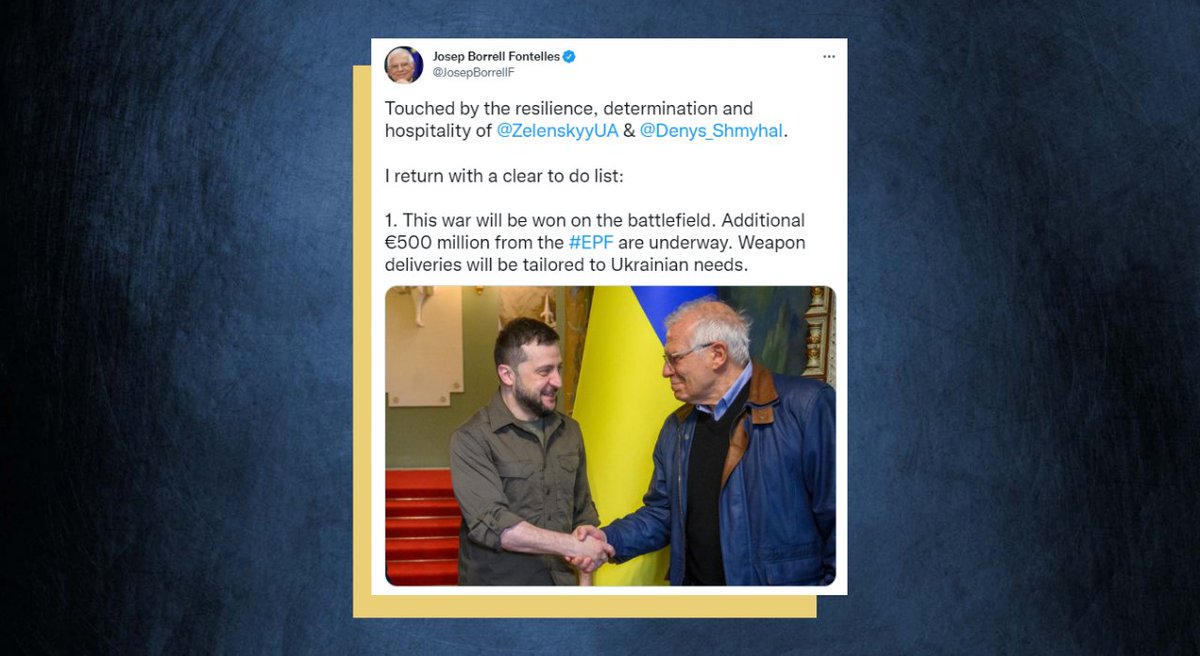 Josep Borrell Fontelles
@JosepBorrellF
Touched by the resilience, determination and
hospitality of @ZelenskyyUA & @Denys_Shmyhal.
I return with a clear to do list:
1. This war will be won on the battlefield. Additional
€500 million from the #EPF are underway. Weapon
deliveries will be tailored to Ukrainian needs.